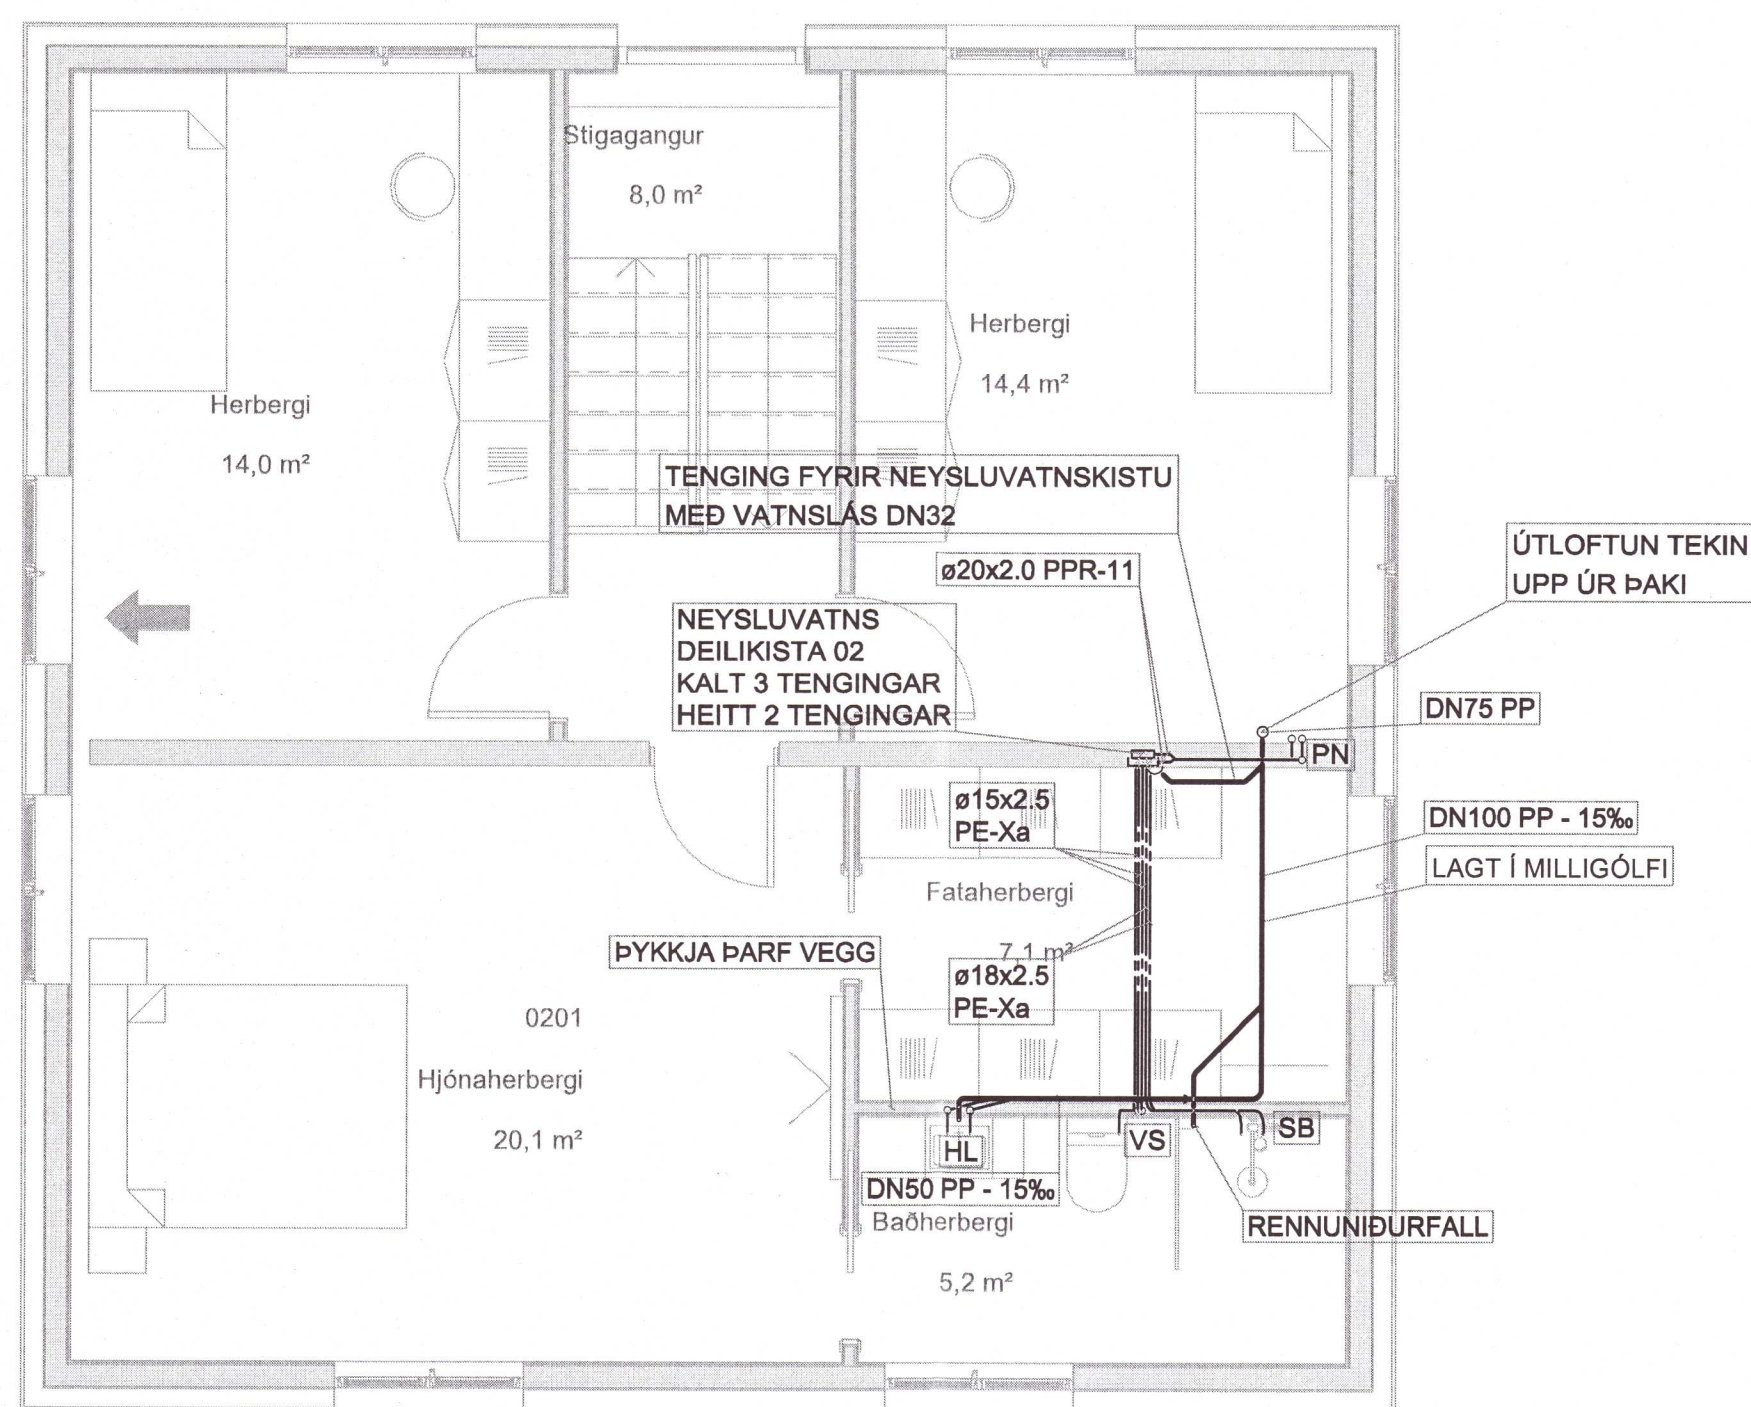 Stigagangur
8,0 m²
Herbergi
14,4 m²
Herbergi
14,0 m²
TENGING FYRIR NEYSLUVATNSKISTU
MEÐ VATNSLÁS DN32
ø20x2.0 PPR-11
ÚTLOFTUN TEKIN
UPP ÚR ÞAKI
NEYSLUVATNS
DEILIKISTA 02
KALT 3 TENGINGAR
HEITT 2 TENGINGAR
DN75 PP
PN
ø15x2.5
PE-Xa
DN100 PP - 15‰
LAGT Í MILLIGÓLFI
Fataherbergi
7,1 m²
ÞYKKJA ÞARF VEGG
ø18x2.5
PE-Xa
0201
Hjónaherbergi
20,1 m²
HL
VS
SB
DN50 PP - 15‰
Baðherbergi
5,2 m²
RENNUNIÐURFALL